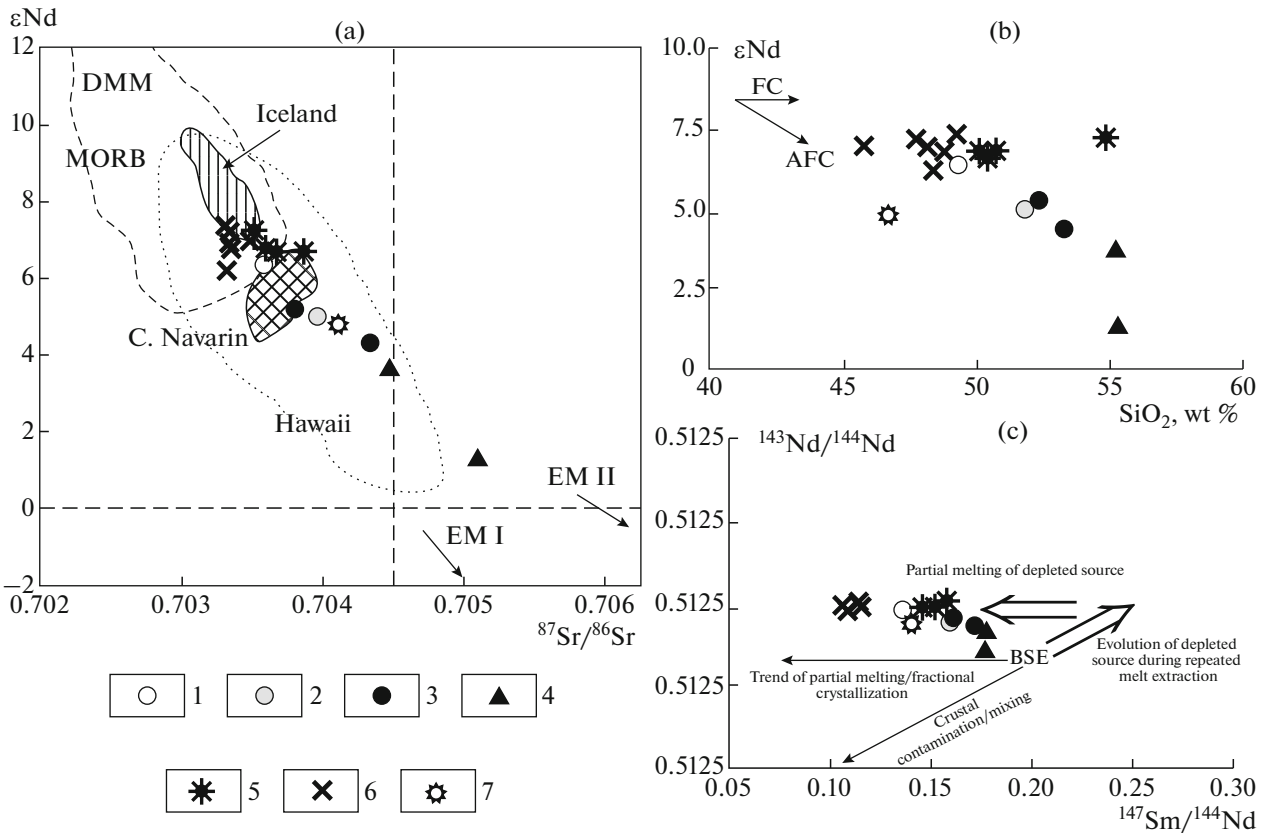 (a)
εNd
12
10
8
6
4
2
0
−2
DMM
MORB
Iceland
C. Navarin
Hawaii
EM II
EM I
0.702
0.703
0.704
0.705
0.706
⁸⁷Sr/⁸⁶Sr
(b)
εNd
10.0
7.5
5.0
2.5
0
FC
AFC
40
45
50
55
60
SiO₂, wt %
(c)
¹⁴³Nd/¹⁴⁴Nd
0.5125
0.5125
0.5125
0.5125
0.5125
Partial melting of depleted source
BSE
Evolution of depleted
source during repeated
melt extraction
Trend of partial melting/fractional
crystallization
Crustal
contamination/mixing
0.05
0.10
0.15
0.20
0.25
0.30
¹⁴⁷Sm/¹⁴⁴Nd
1
2
3
4
5
6
7